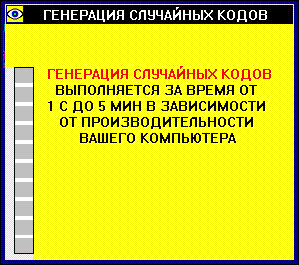 ГЕНЕРАЦИЯ СЛУЧАЙНЫХ КОДОВ
ГЕНЕРАЦИЯ СЛУЧАЙНЫХ КОДОВ
ВЫПОЛНЯЕТСЯ ЗА ВРЕМЯ ОТ
1 С ДО 5 МИН В ЗАВИСИМОСТИ
ОТ ПРОИЗВОДИТЕЛЬНОСТИ
ВАШЕГО КОМПЬЮТЕРА